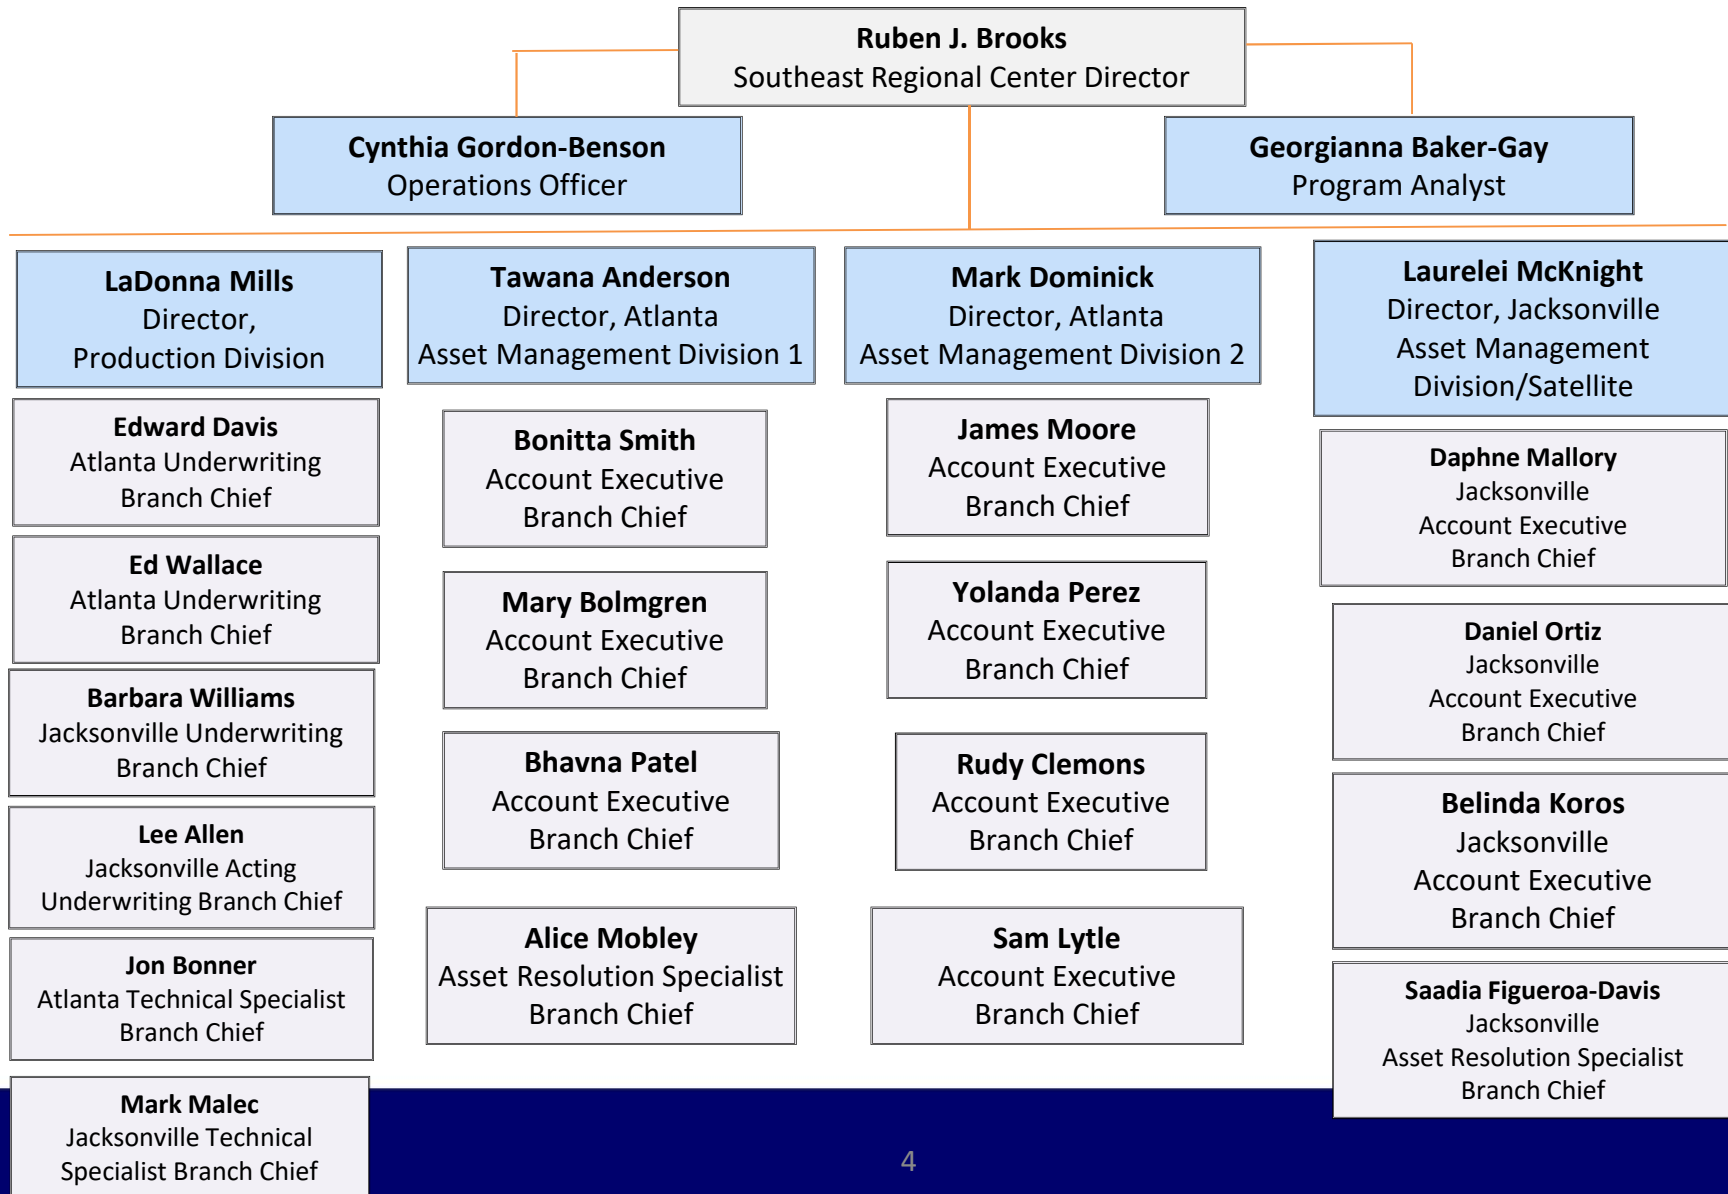 Ruben J. Brooks
Southeast Regional Center Director
Cynthia Gordon-Benson
Operations Officer
Georgianna Baker-Gay
Program Analyst
LaDonna Mills
Director,
Production Division
Edward Davis
Atlanta Underwriting
Branch Chief
Ed Wallace
Atlanta Underwriting
Branch Chief
Barbara Williams
Jacksonville Underwriting
Branch Chief
Lee Allen
Jacksonville Acting
Underwriting Branch Chief
Jon Bonner
Atlanta Technical Specialist
Branch Chief
Mark Malec
Jacksonville Technical
Specialist Branch Chief
Tawana Anderson
Director, Atlanta
Asset Management Division 1
Bonitta Smith
Account Executive
Branch Chief
Mary Bolmgren
Account Executive
Branch Chief
Bhavna Patel
Account Executive
Branch Chief
Alice Mobley
Asset Resolution Specialist
Branch Chief
Mark Dominick
Director, Atlanta
Asset Management Division 2
James Moore
Account Executive
Branch Chief
Yolanda Perez
Account Executive
Branch Chief
Rudy Clemons
Account Executive
Branch Chief
Sam Lytle
Account Executive
Branch Chief
Laurelei McKnight
Director, Jacksonville
Asset Management
Division/Satellite
Daphne Mallory
Jacksonville
Account Executive
Branch Chief
Daniel Ortiz
Jacksonville
Account Executive
Branch Chief
Belinda Koros
Jacksonville
Account Executive
Branch Chief
Saadia Figueroa-Davis
Jacksonville
Asset Resolution Specialist
Branch Chief
4